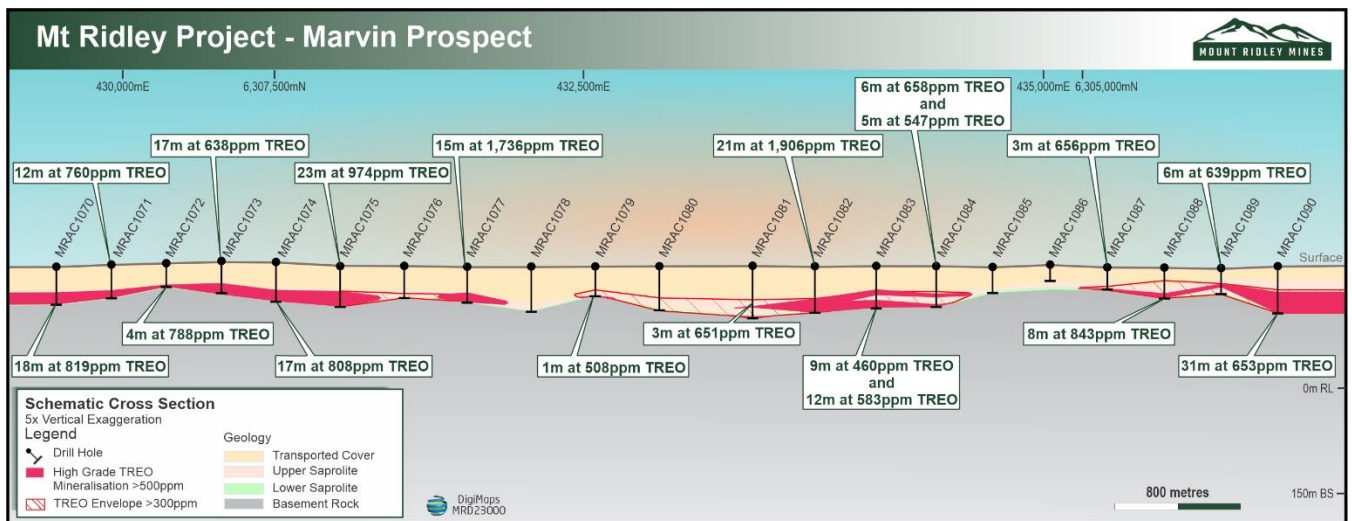 Mt Ridley Project - Marvin Prospect
MOUNT RIDLEY MINES
430,000mE
6,307,500mN
432,500mE
435,000mE
6,305,000mN
6m at 658ppm TREO
and
5m at 547ppm TREO
17m at 638ppm TREO
15m at 1,736ppm TREO
21m at 1,906ppm TREO
3m at 656ppm TREO
12m at 760ppm TREO
23m at 974ppm TREO
6m at 639ppm TREO
MRAC1070
MRAC1071
MRAC1072
MRAC1073
MRAC1074
MRAC1075
MRAC1076
MRAC1077
MRAC1078
MRAC1079
MRAC1080
MRAC1081
MRAC1082
MRAC1083
MRAC1084
MRAC1085
MRAC1086
MRAC1087
MRAC1088
MRAC1089
MRAC1090
Surface
4m at 788ppm TREO
3m at 651ppm TREO
8m at 843ppm TREO
18m at 819ppm TREO
17m at 808ppm TREO
1m at 508ppm TREO
9m at 460ppm TREO
and
12m at 583ppm TREO
31m at 653ppm TREO
0m RL
Schematic Cross Section
5x Vertical Exaggeration
Legend
Drill Hole
High Grade TREO
Mineralisation >500ppm
TREO Envelope >300ppm
Geology
Transported Cover
Upper Saprolite
Lower Saprolite
Basement Rock
DigiMaps
MRD23000
800 metres
150m BS